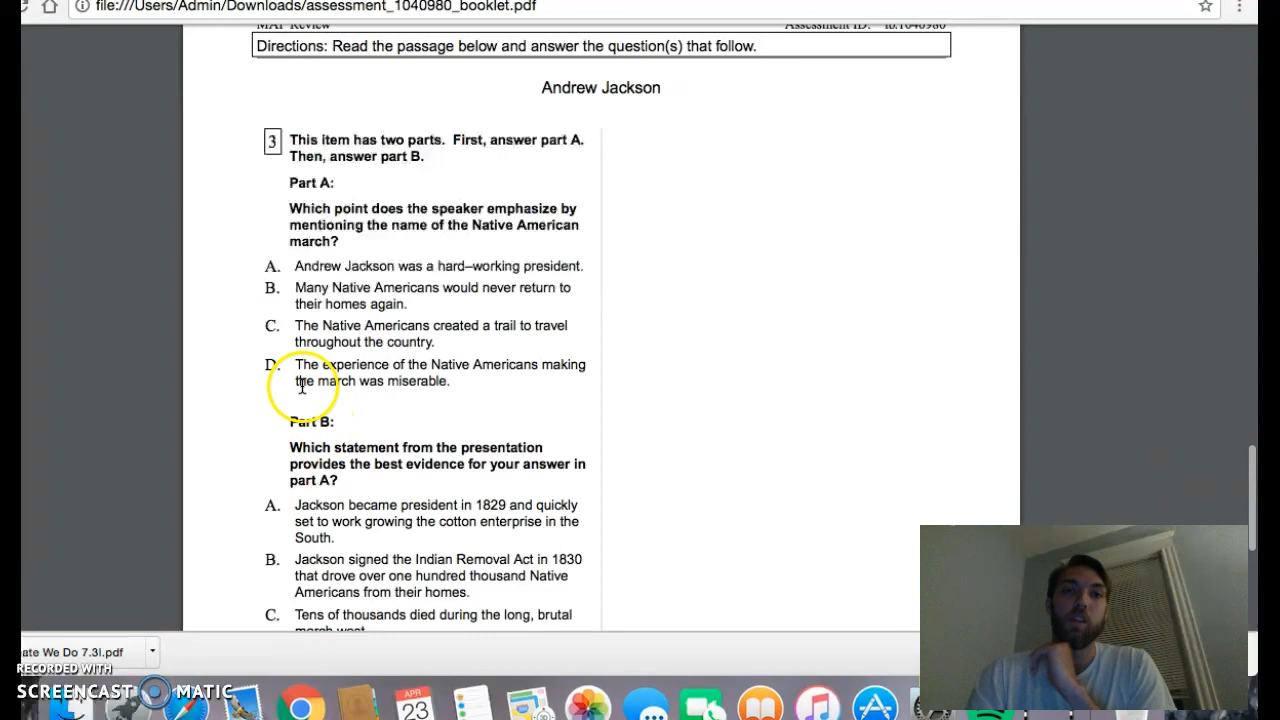 file:///Users/Admin/Downloads/assessment_1040980_booklet.pdf
MAP Review Assessment ID: ib.1040980
Directions: Read the passage below and answer the question(s) that follow.
Andrew Jackson
3 This item has two parts. First, answer part A.
Then, answer part B.
Part A:
Which point does the speaker emphasize by
mentioning the name of the Native American
march?
A. Andrew Jackson was a hard–working president.
B. Many Native Americans would never return to
their homes again.
C. The Native Americans created a trail to travel
throughout the country.
D. The experience of the Native Americans making
the march was miserable.
Part B:
Which statement from the presentation
provides the best evidence for your answer in
part A?
A. Jackson became president in 1829 and quickly
set to work growing the cotton enterprise in the
South.
B. Jackson signed the Indian Removal Act in 1830
that drove over one hundred thousand Native
Americans from their homes.
C. Tens of thousands died during the long, brutal
march west.
ate We Do 7.3l.pdf
RECORDED WITH
SCREENCAST MATIC
APR
23